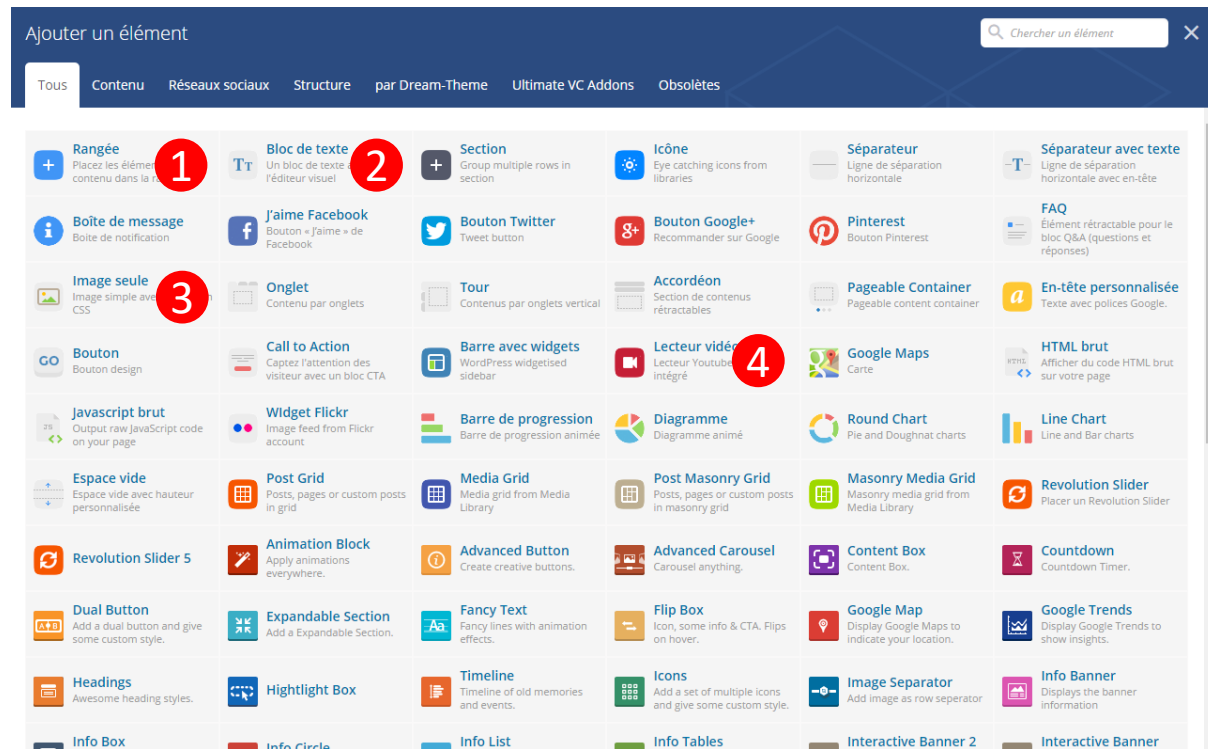 Ajouter un élément
Chercher un élément
Tous Contenu Réseaux sociaux Structure par Dream-Theme Ultimate VC Addons Obsolètes
Rangée
Placez les élémen
contenu dans la r
1
Bloc de texte
Un bloc de texte a
l'éditeur visuel
2
Section
Group multiple rows in
section
Icône
Eye catching icons from
libraries
Séparateur
Ligne de séparation
horizontale
Séparateur avec texte
Ligne de séparation
horizontale avec en-tête
Boîte de message
Boite de notification
J'aime Facebook
Bouton « J'aime » de
Facebook
Bouton Twitter
Tweet button
Bouton Google+
Recommander sur Google
Pinterest
Bouton Pinterest
FAQ
Élément rétractable pour le
bloc Q&A (questions et
réponses)
Image seule
Image simple ave
CSS
3
Onglet
Contenu par onglets
Tour
Contenus par onglets vertical
Accordéon
Section de contenus
rétractables
Pageable Container
Pageable content container
En-tête personnalisée
Texte avec polices Google.
GO
Bouton
Bouton design
Call to Action
Captez l'attention des
visiteur avec un bloc CTA
Barre avec widgets
WordPress widgetised
sidebar
Lecteur vidéo
Lecteur Youtube
intégré
4
Google Maps
Carte
HTML
HTML brut
Afficher du code HTML brut
sur votre page
JS
Javascript brut
Output raw JavaScript code
on your page
WIdget Flickr
Image feed from Flickr
account
Barre de progression
Barre de progression animée
Diagramme
Diagramme animé
Round Chart
Pie and Doughnat charts
Line Chart
Line and Bar charts
Espace vide
Espace vide avec hauteur
personnalisée
Post Grid
Posts, pages or custom posts
in grid
Media Grid
Media grid from Media
Library
Post Masonry Grid
Posts, pages or custom posts
in masonry grid
Masonry Media Grid
Masonry media grid from
Media Library
Revolution Slider
Placer un Revolution Slider
Revolution Slider 5
Animation Block
Apply animations
everywhere.
Advanced Button
Create creative buttons.
Advanced Carousel
Carousel anything.
Content Box
Content Box.
Countdown
Countdown Timer.
Dual Button
Add a dual button and give
some custom style.
Expandable Section
Add a Expandable Section.
Aa
Fancy Text
Fancy lines with animation
effects.
Flip Box
Icon, some info & CTA. Flips
on hover.
Google Map
Display Google Maps to
indicate your location.
Google Trends
Display Google Trends to
show insights.
Headings
Awesome heading styles.
Hightlight Box
Timeline
Timeline of old memories
and events.
Icons
Add a set of multiple icons
and give some custom style.
Image Separator
Add image as row seperator
Info Banner
Displays the banner
information
Info Box
Info Circle
Info List
Info Tables
Interactive Banner 2
Interactive Banner